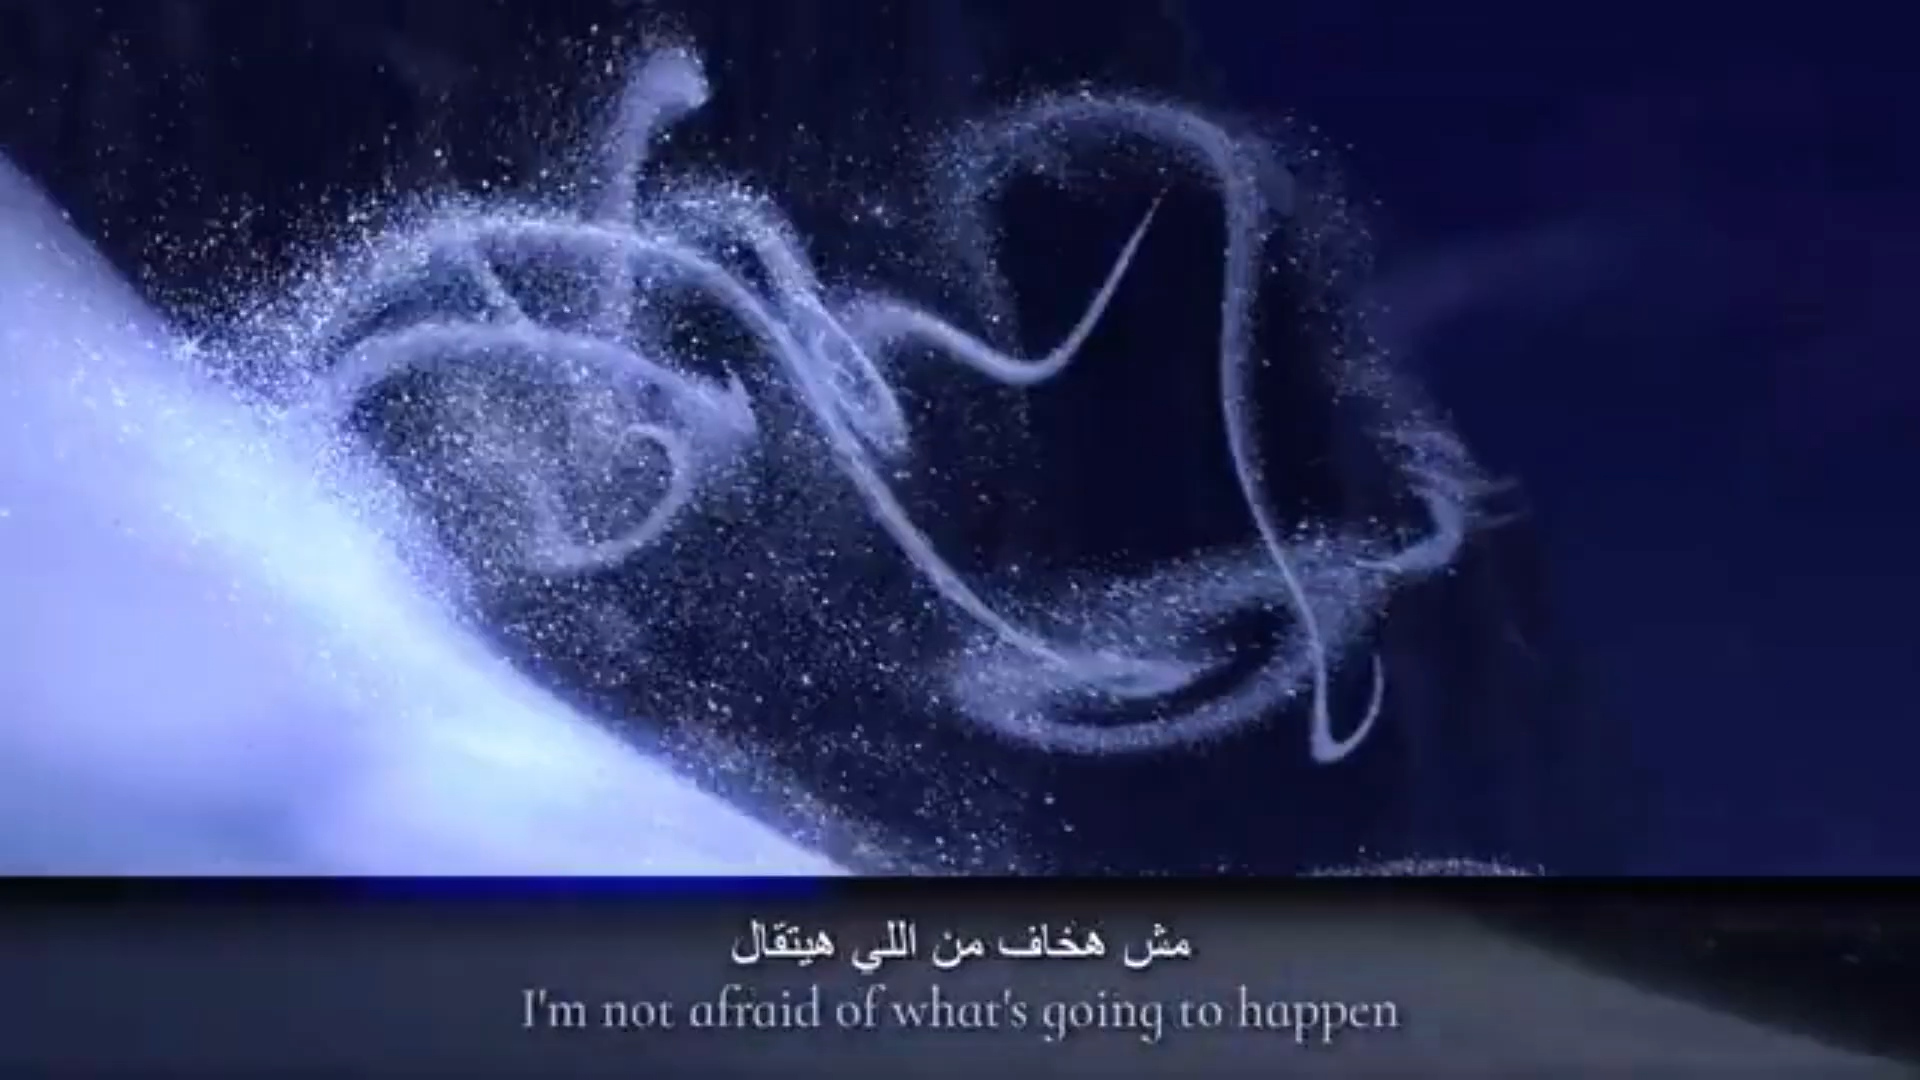 مش هخاف من اللي هيتقال
I'm not afraid of what's going to happen